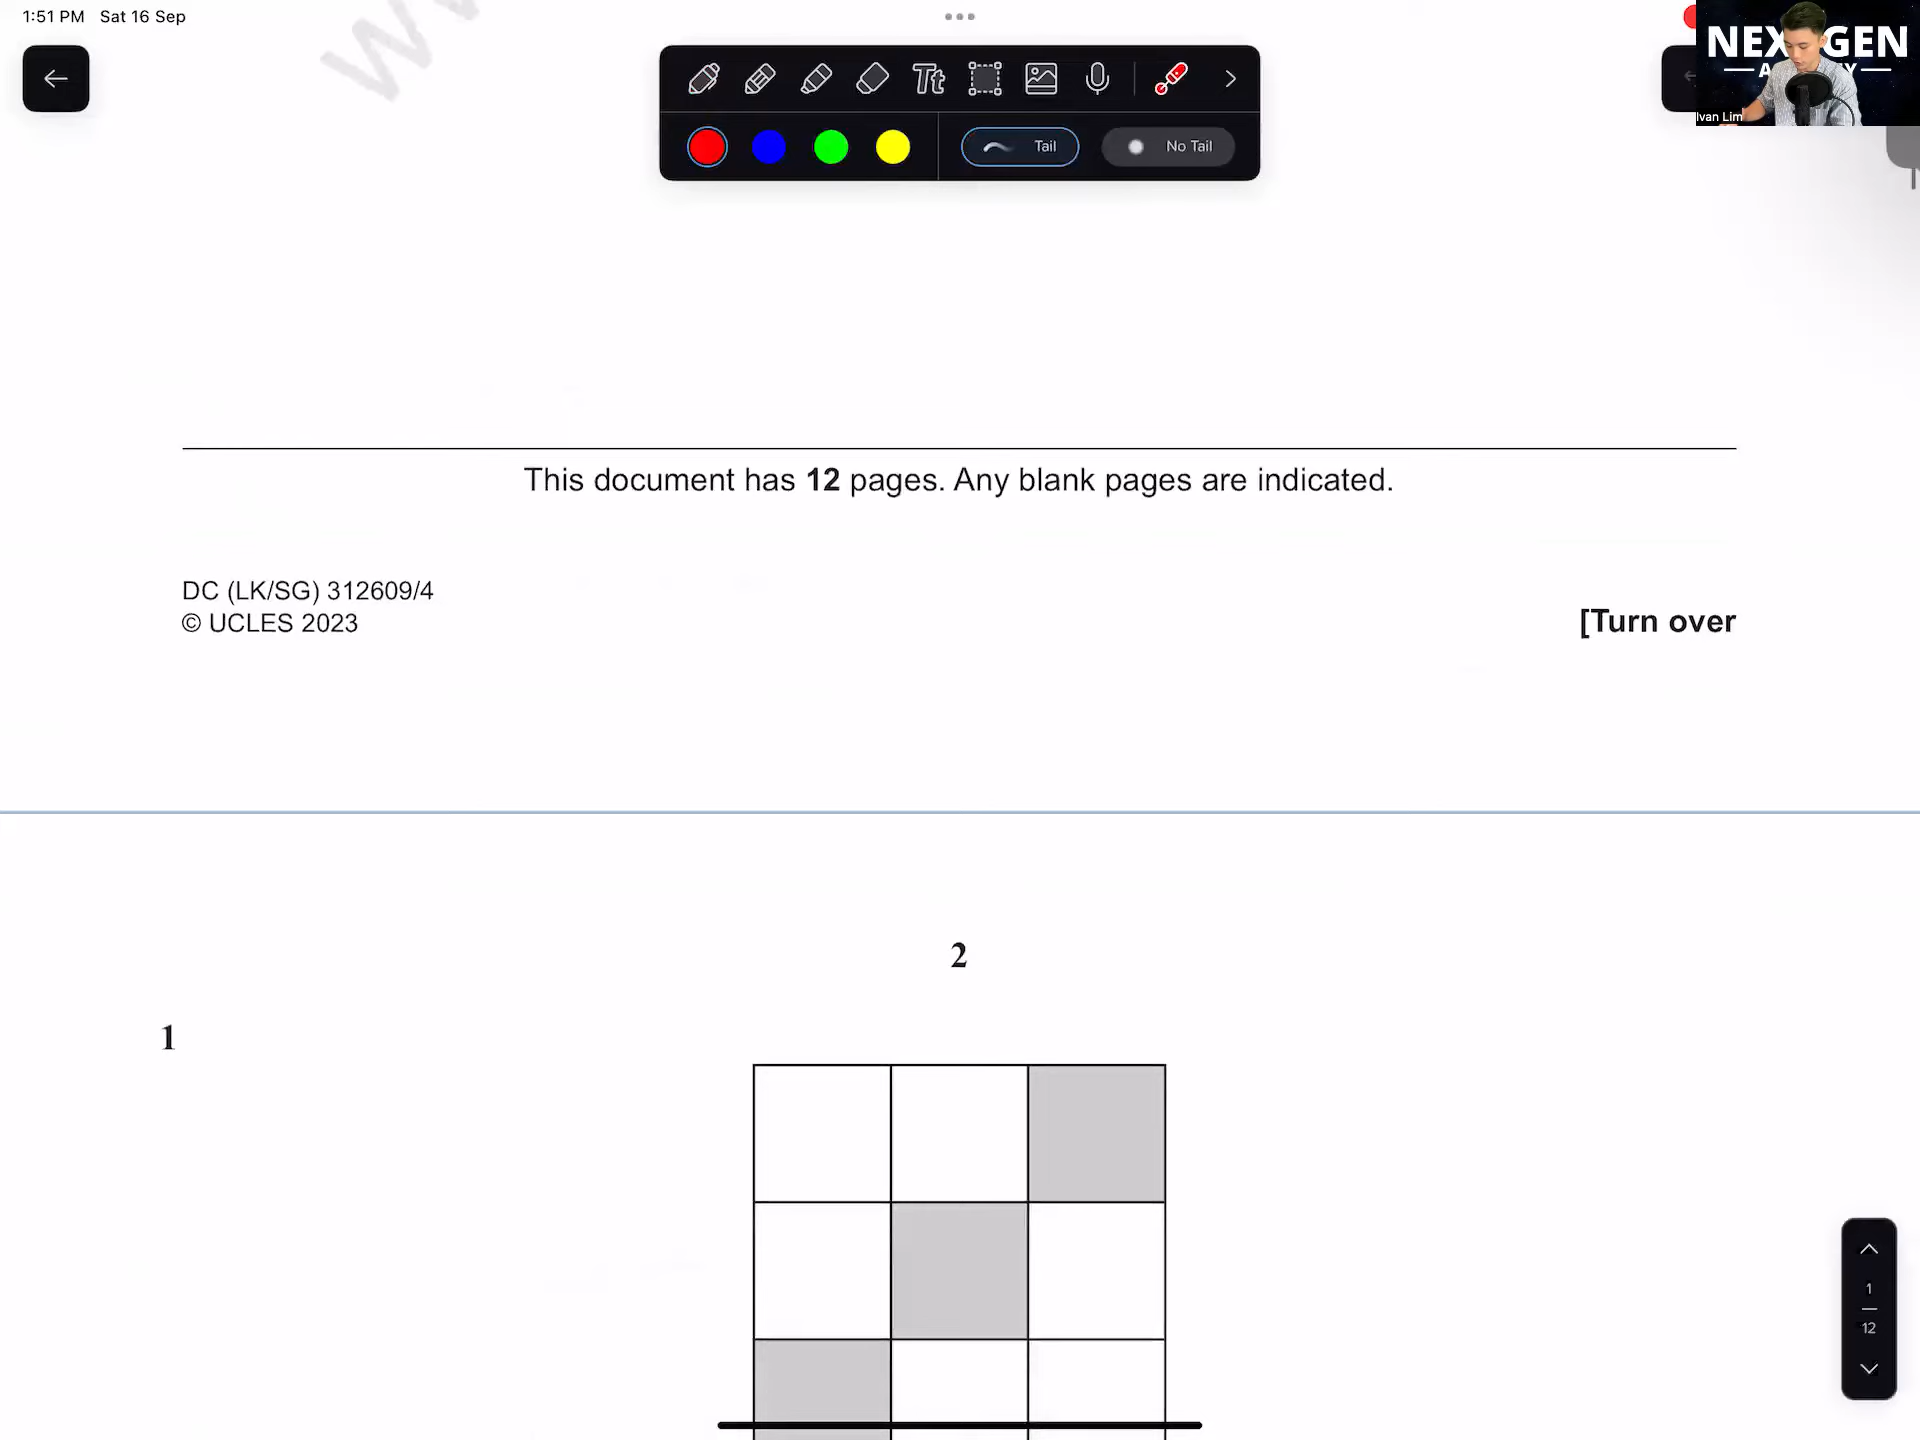 1:51 PM Sat 16 Sep
NEX GEN
Ivan Lim
Tt
Tail
No Tail
This document has 12 pages. Any blank pages are indicated.
DC (LK/SG) 312609/4
© UCLES 2023
[Turn over
2
1
1
12